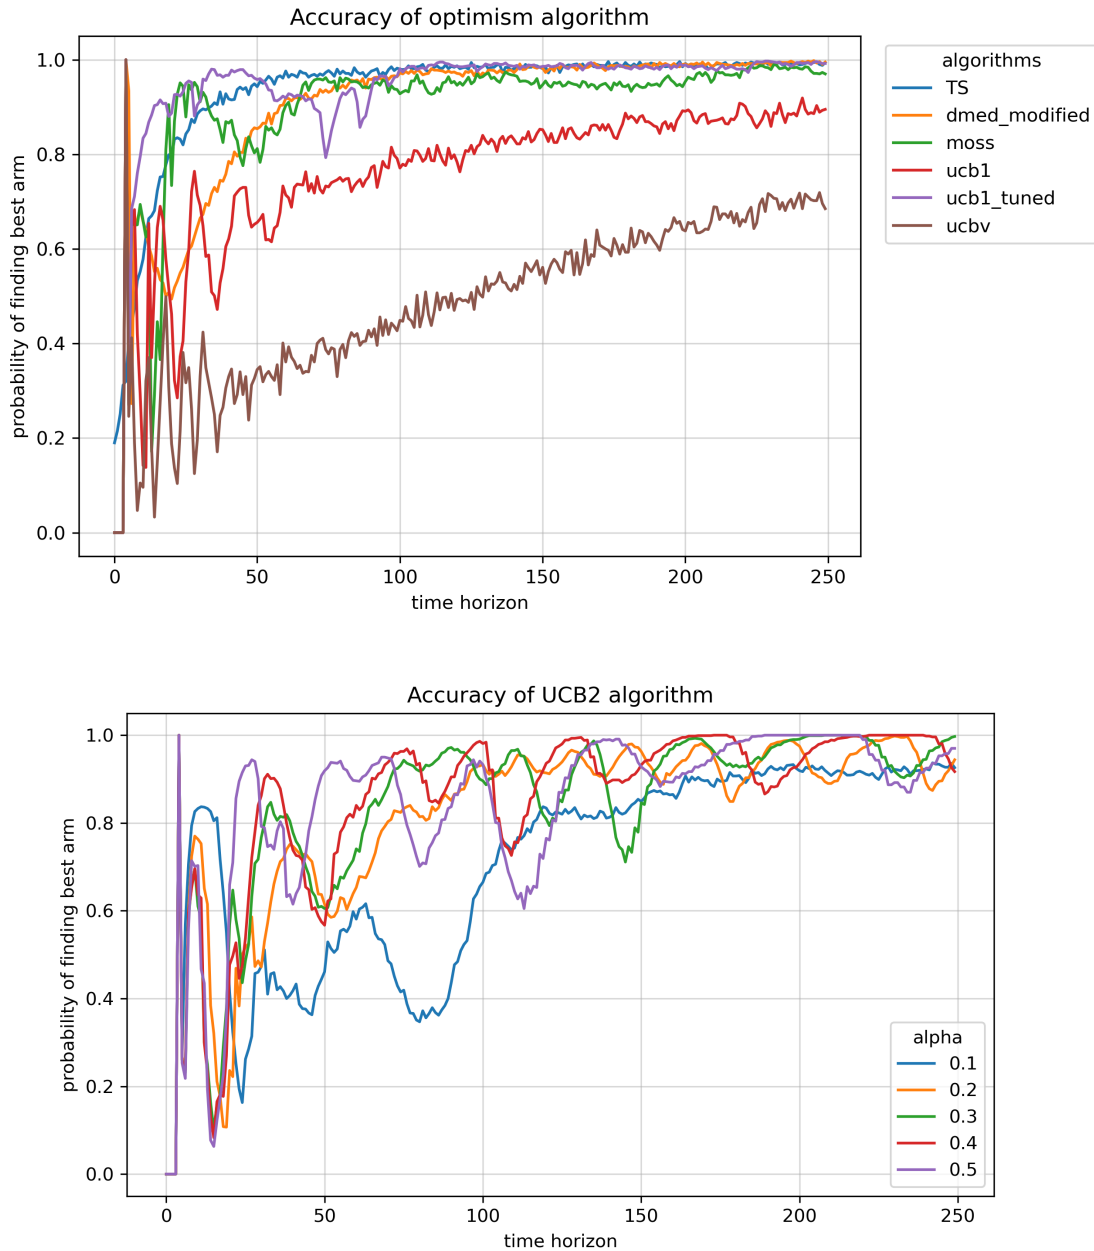 Accuracy of optimism algorithm
probability of finding best arm
1.0
0.8
0.6
0.4
0.2
0.0
0 50 100 150 200 250
time horizon
algorithms
TS
dmed_modified
moss
ucb1
ucb1_tuned
ucbv
Accuracy of UCB2 algorithm
probability of finding best arm
1.0
0.8
0.6
0.4
0.2
0.0
0 50 100 150 200 250
time horizon
alpha
0.1
0.2
0.3
0.4
0.5